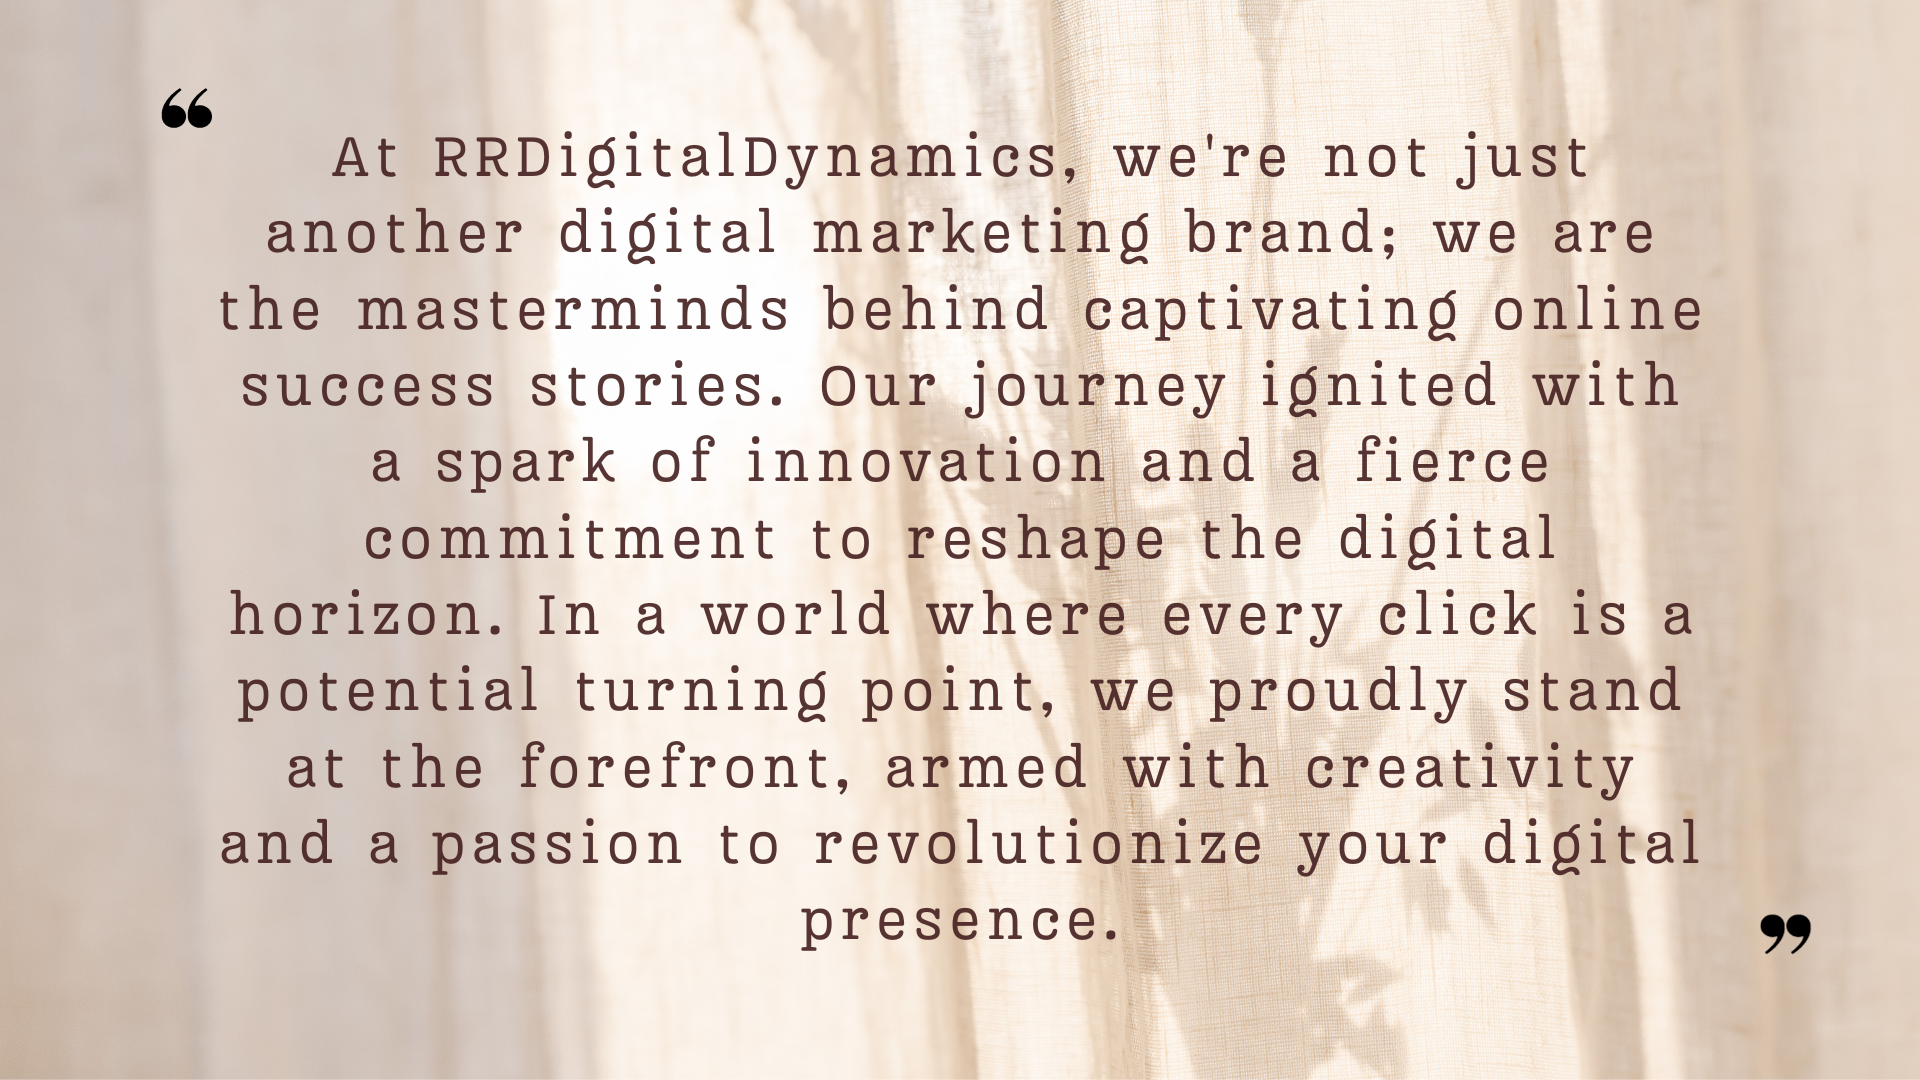 “
At RRDigitalDynamics, we're not just
another digital marketing brand; we are
the masterminds behind captivating online
success stories. Our journey ignited with
a spark of innovation and a fierce
commitment to reshape the digital
horizon. In a world where every click is a
potential turning point, we proudly stand
at the forefront, armed with creativity
and a passion to revolutionize your digital
presence.
”